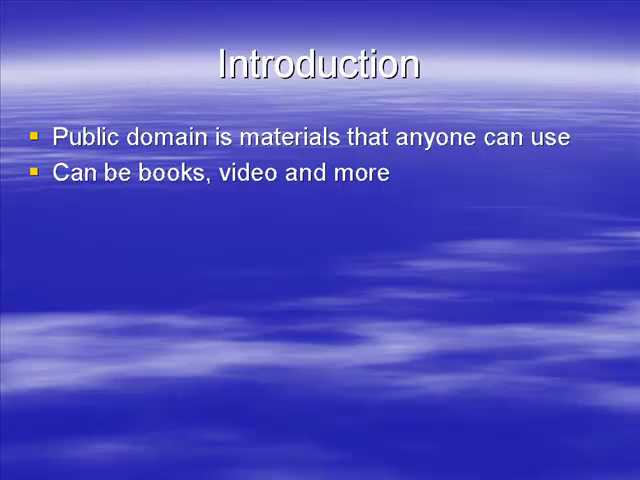 Introduction
Public domain is materials that anyone can use
Can be books, video and more